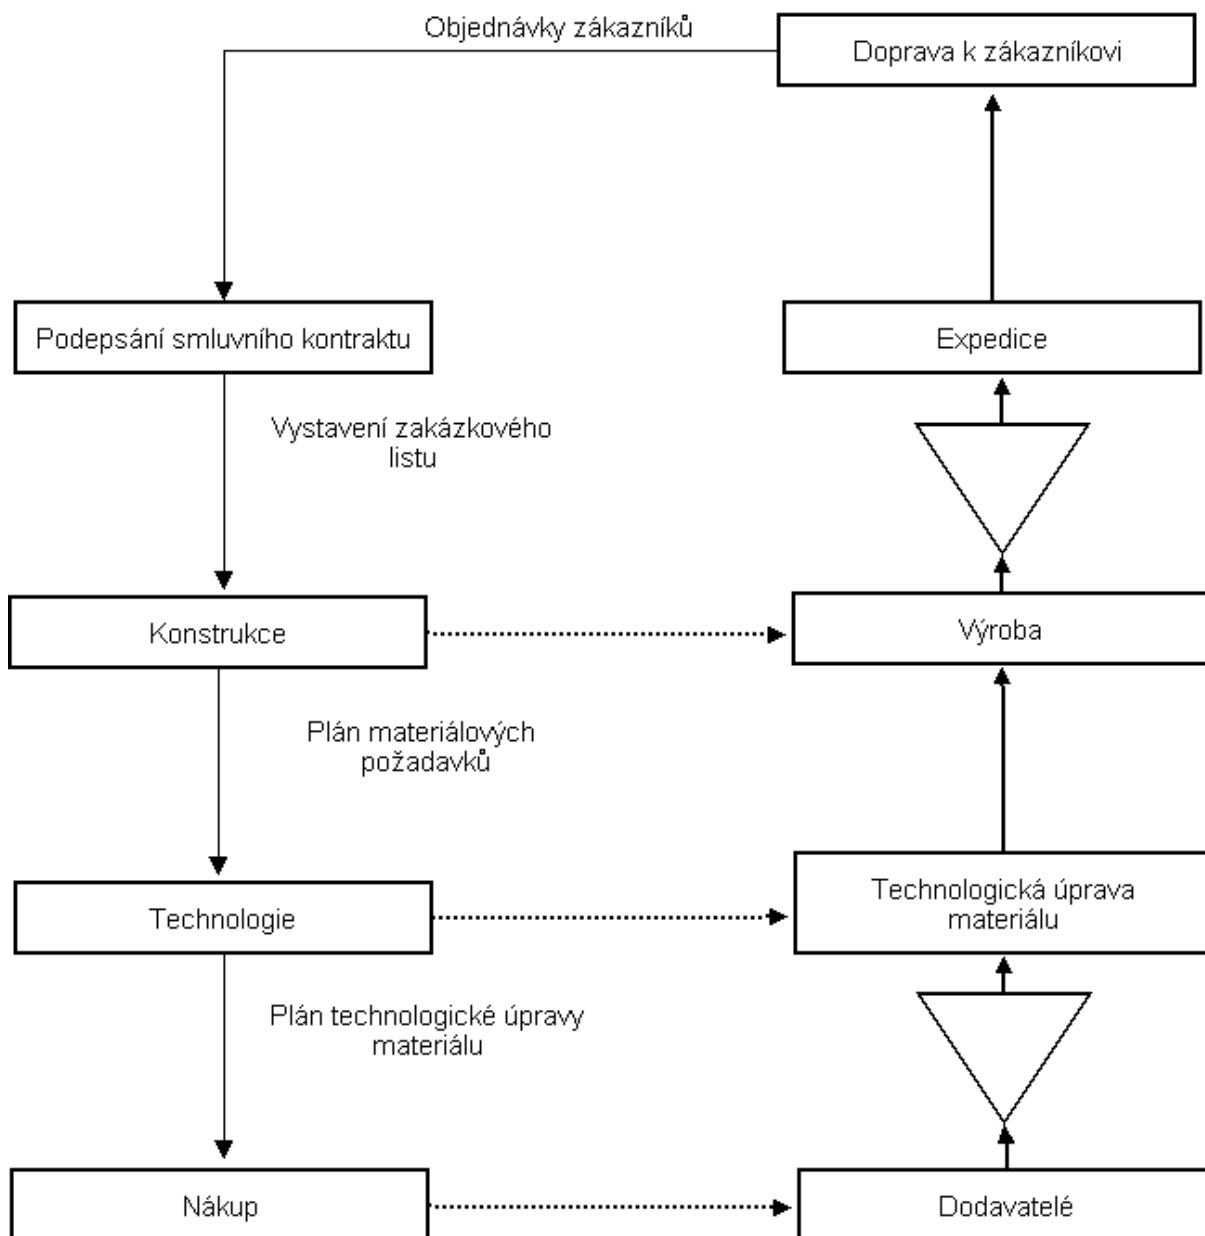 Objednávky zákazníků
Doprava k zákazníkovi
Podepsání smluvního kontraktu
Expedice
Vystavení zakázkového
listu
Konstrukce
Výroba
Plán materiálových
požadavků
Technologie
Technologická úprava
materiálu
Plán technologické úpravy
materiálu
Nákup
Dodavatelé